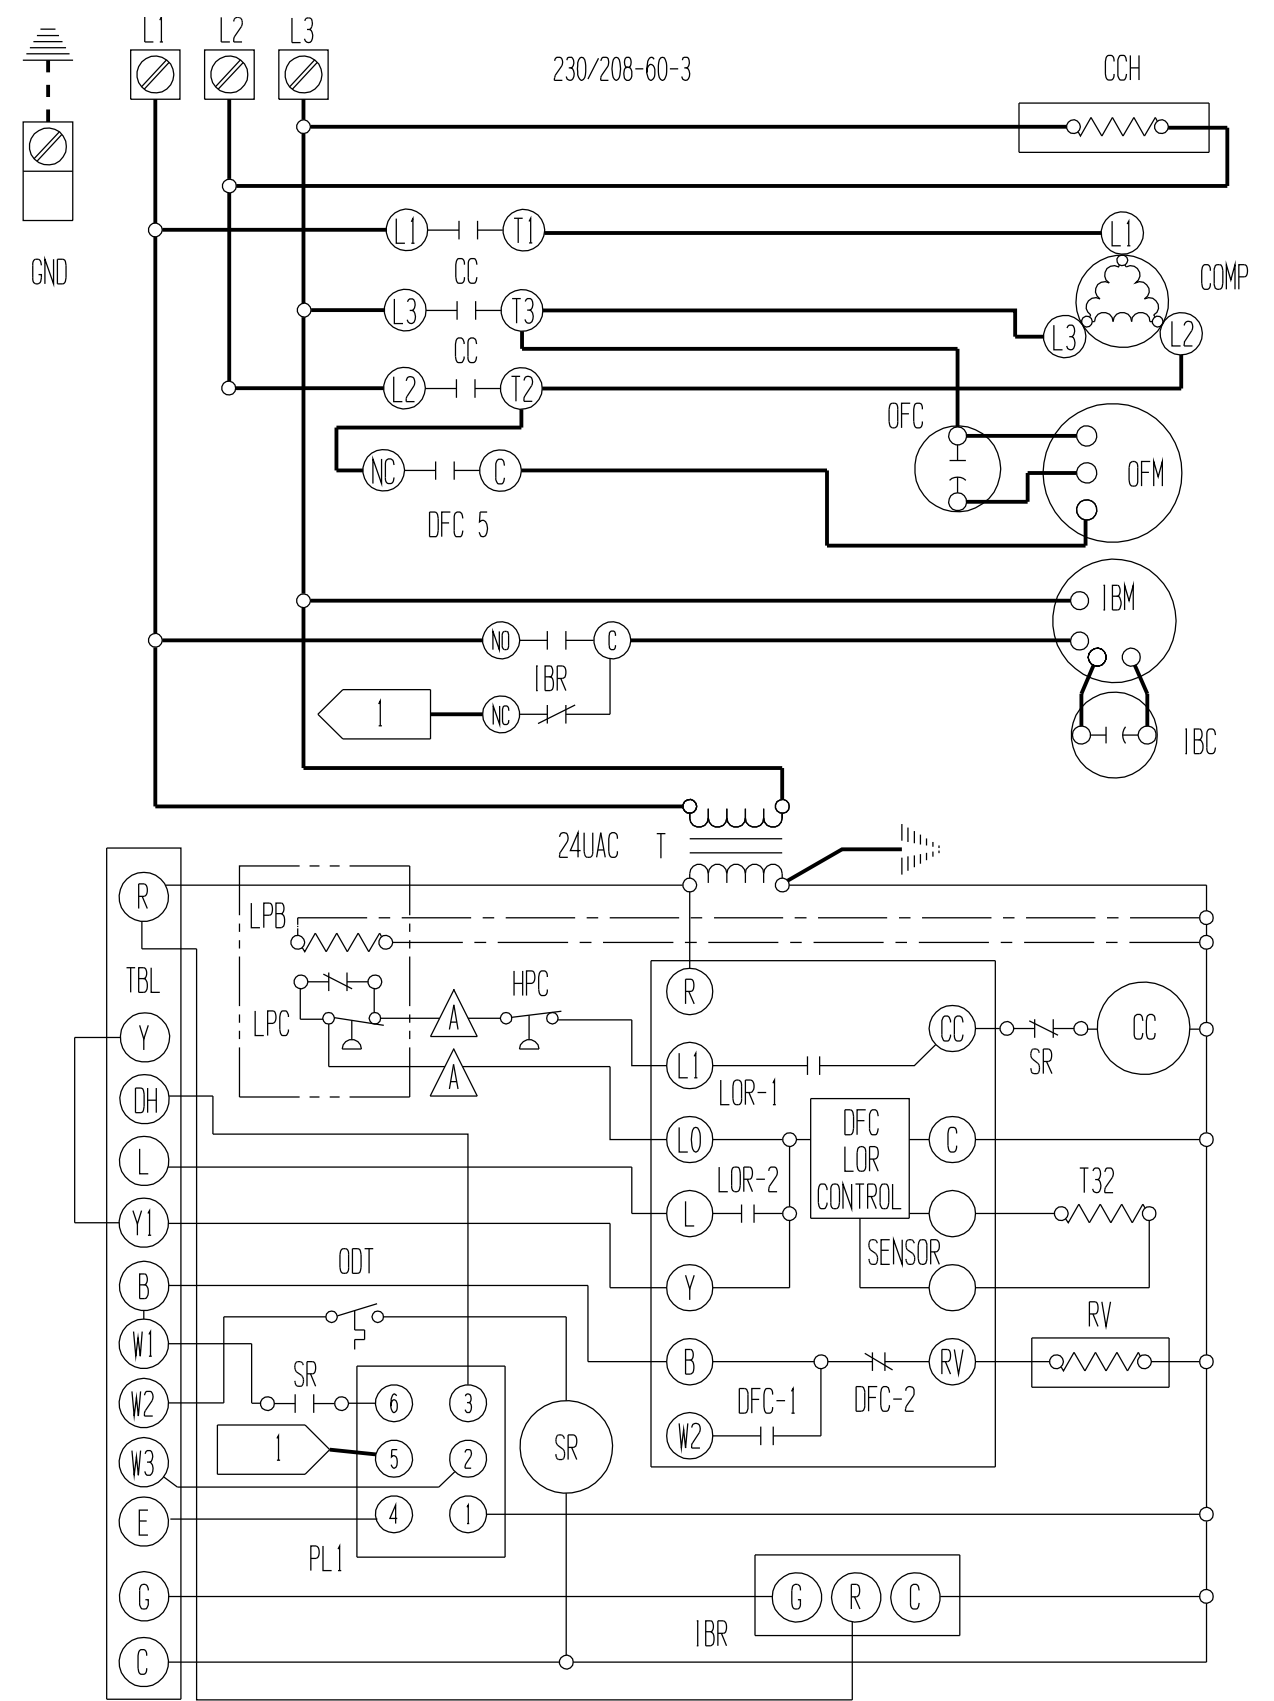 L1 L2 L3
230/208-60-3
CCH
GND
L1 T1 L1
CC
COMP
L3 T3 L3 L2
CC
L2 T2
OFC
NC C
OFM
DFC 5
IBM
NO C
IBR
1 NC
IBC
24UAC T
R
LPB
TBL
HPC
R
LPC A
CC SR CC
Y
A
L1
LOR-1
DH
LO
DFC
LOR
CONTROL
C
L
LOR-2
T32
L
Y1
SENSOR
ODT
B
Y
RV
W1
SR
B
DFC-1
DFC-2
RV
W2
6 3
SR
W2
1
5 2
W3
E
4 1
PL1
G
G R C
IBR
C